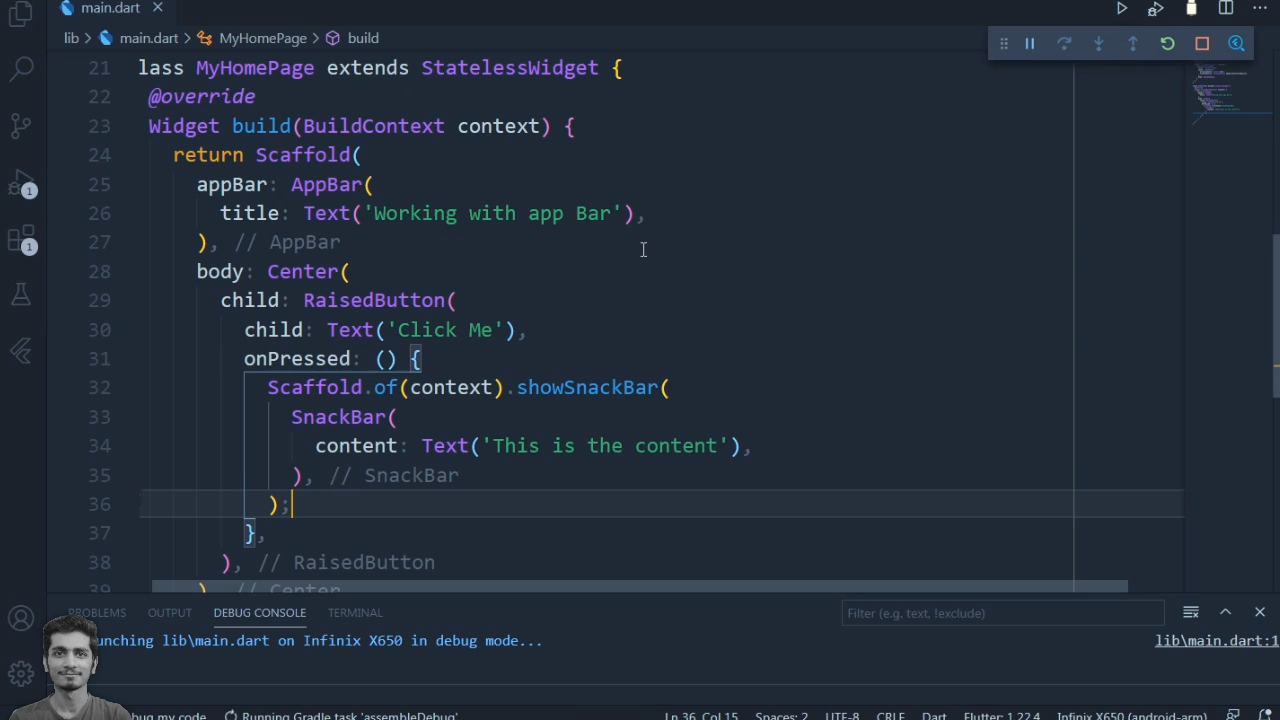 main.dart
lib > main.dart > MyHomePage > build
21 lass MyHomePage extends StatelessWidget {
22 @override
23 Widget build(BuildContext context) {
24 return Scaffold(
25 appBar: AppBar(
26 title: Text('Working with app Bar'),
27 ), // AppBar
28 body: Center(
29 child: RaisedButton(
30 child: Text('Click Me'),
31 onPressed: () {
32 Scaffold.of(context).showSnackBar(
33 SnackBar(
34 content: Text('This is the content'),
35 ), // SnackBar
36 );
37 },
38 ), // RaisedButton
39 ) // Center
1
1
PROBLEMS OUTPUT DEBUG CONSOLE TERMINAL Filter (e.g. text, !exclude)
unching lib\main.dart on Infinix X650 in debug mode... lib\main.dart:1
bug my code Running Gradle task 'assembleDebug' Ln 36, Col 15 Spaces: 2 UTF-8 CRLF Dart Flutter: 1.22.4 Infinix X650 (android-arm)